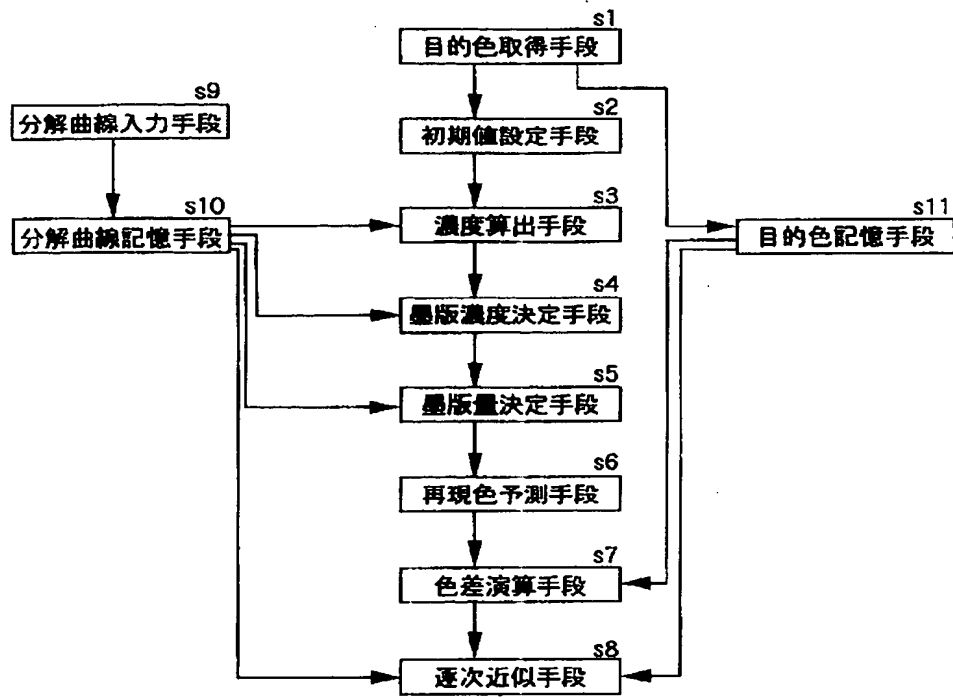 s1
目的色取得手段
s9
分解曲線入力手段
s2
初期値設定手段
s10
分解曲線記憶手段
s3
濃度算出手段
s11
目的色記憶手段
s4
墨版濃度決定手段
s5
墨版量決定手段
s6
再現色予測手段
s7
色差演算手段
s8
逐次近似手段